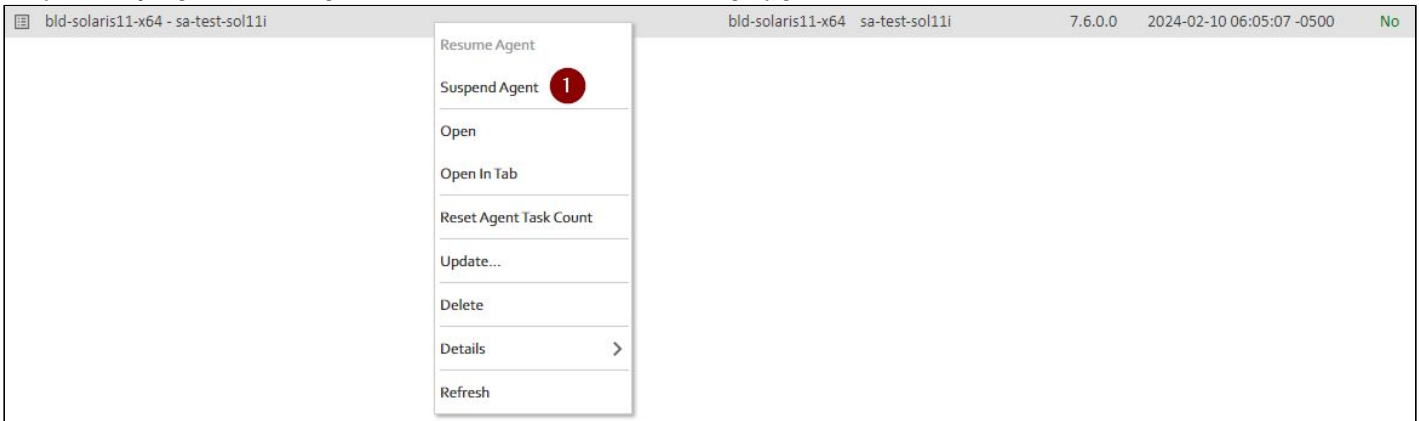 bld-solaris11-x64 - sa-test-sol11i bld-solaris11-x64 sa-test-sol11i 7.6.0.0 2024-02-10 06:05:07 -0500 No
Resume Agent
Suspend Agent 1
Open
Open In Tab
Reset Agent Task Count
Update...
Delete
Details
Refresh